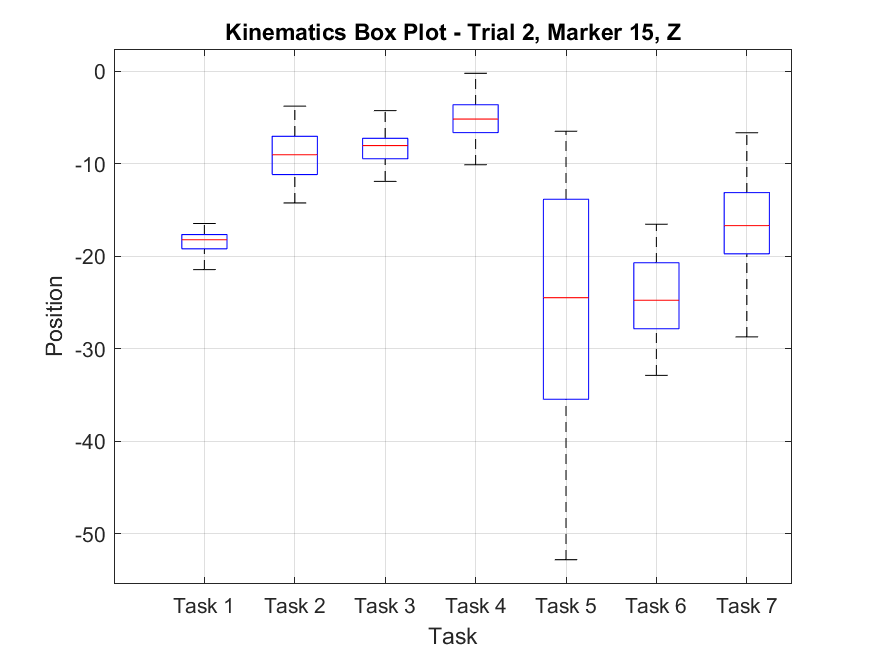 Kinematics Box Plot - Trial 2, Marker 15, Z
0
-10
-20
-30
-40
-50
Position
Task 1 Task 2 Task 3 Task 4 Task 5 Task 6 Task 7
Task